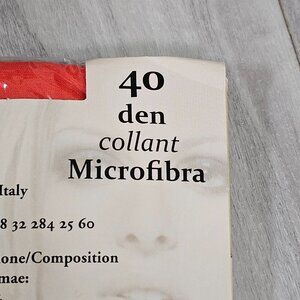 40
den
collant
Microfibra
Italy
8 32 284 25 60
one/Composition
mae: